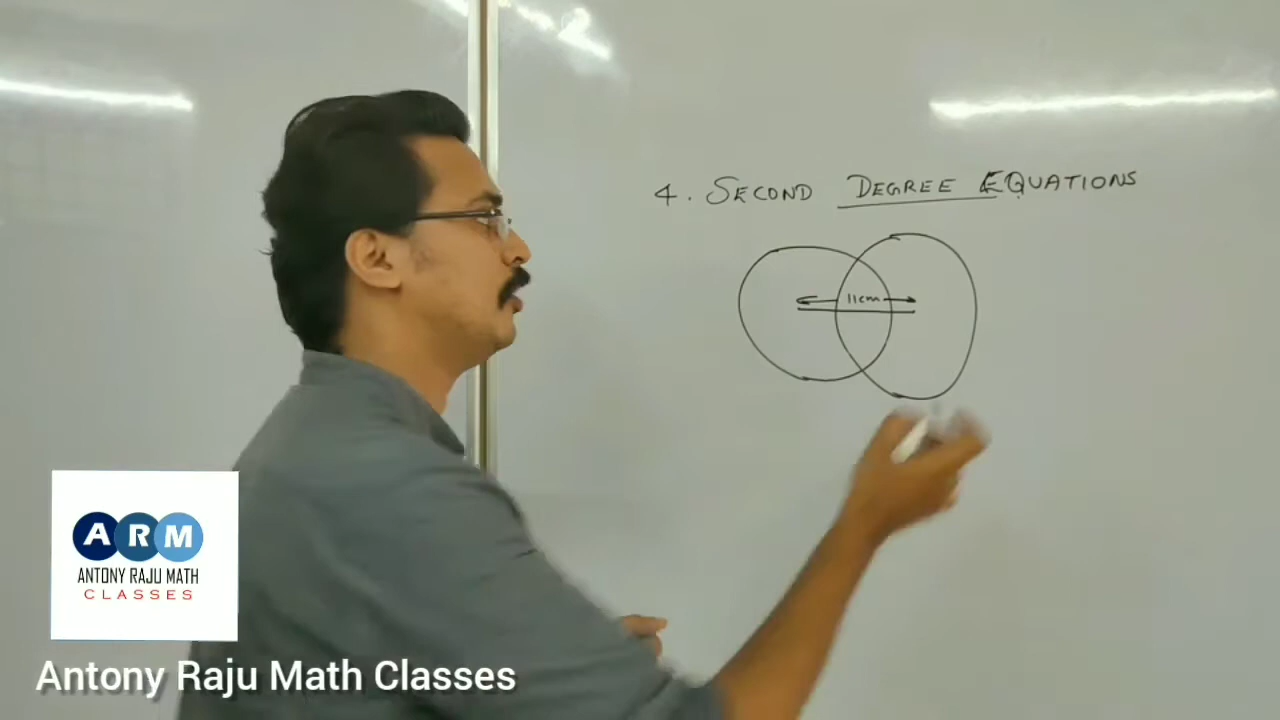 4. SECOND DEGREE EQUATIONS
11cm
ARM
ANTONY RAJU MATH
CLASSES
Antony Raju Math Classes